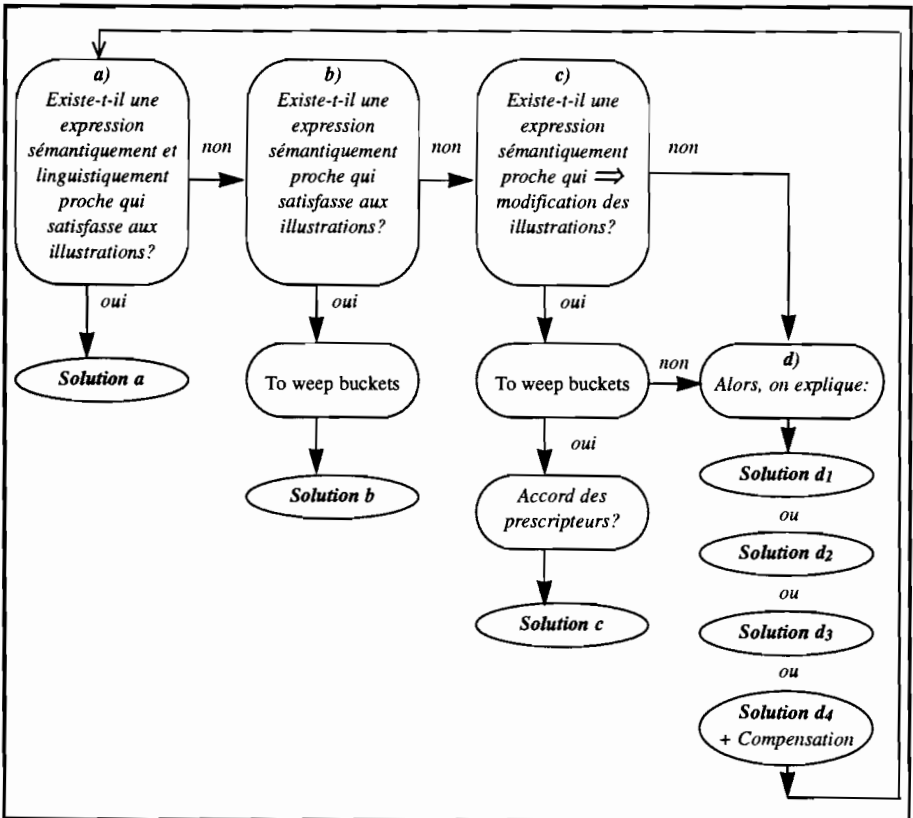 a)
Existe-t-il une
expression
sémantiquement et
linguistiquement
proche qui
satisfasse aux
illustrations?
non
oui
Solution a
b)
Existe-t-il une
expression
sémantiquement
proche qui
satisfasse aux
illustrations?
non
oui
To weep buckets
Solution b
c)
Existe-t-il une
expression
sémantiquement
proche qui ⇒
modification des
illustrations?
non
oui
To weep buckets
non
oui
Accord des
prescripteurs?
Solution c
d)
Alors, on explique:
Solution d1
ou
Solution d2
ou
Solution d3
ou
Solution d4
+ Compensation